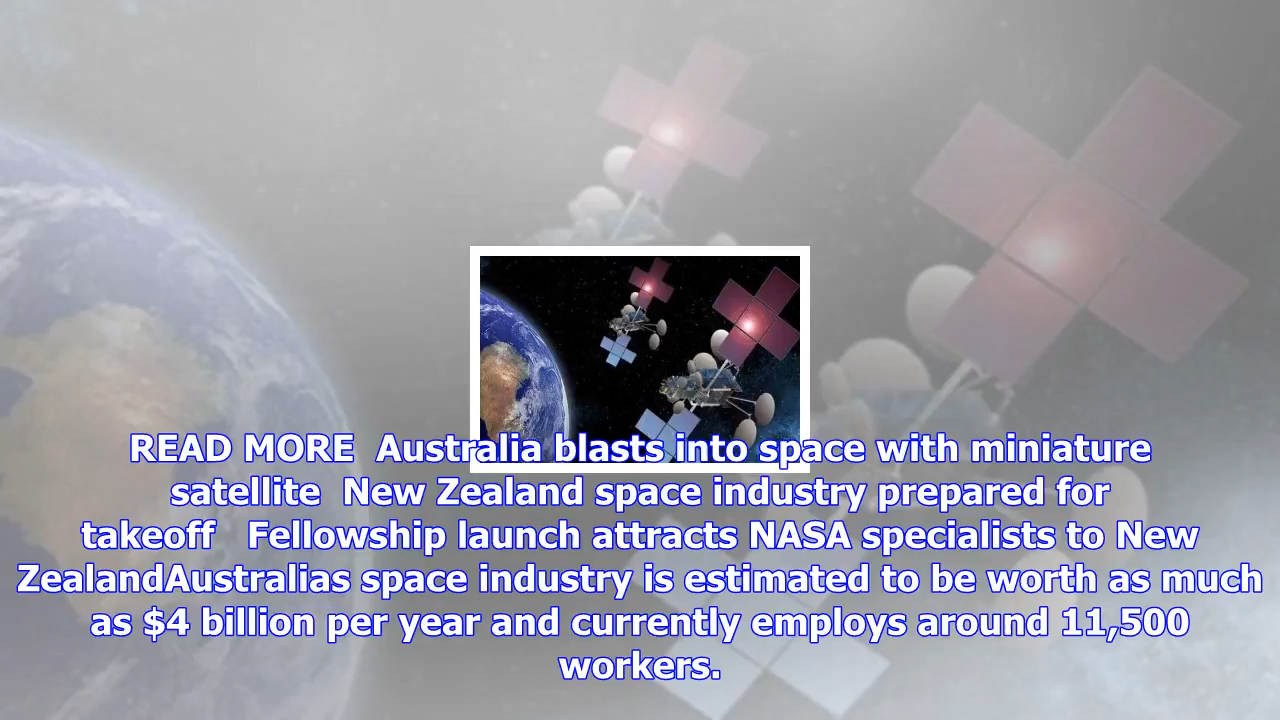 READ MORE  Australia blasts into space with miniature
satellite  New Zealand space industry prepared for
takeoff   Fellowship launch attracts NASA specialists to New
ZealandAustralias space industry is estimated to be worth as much
as $4 billion per year and currently employs around 11,500
workers.